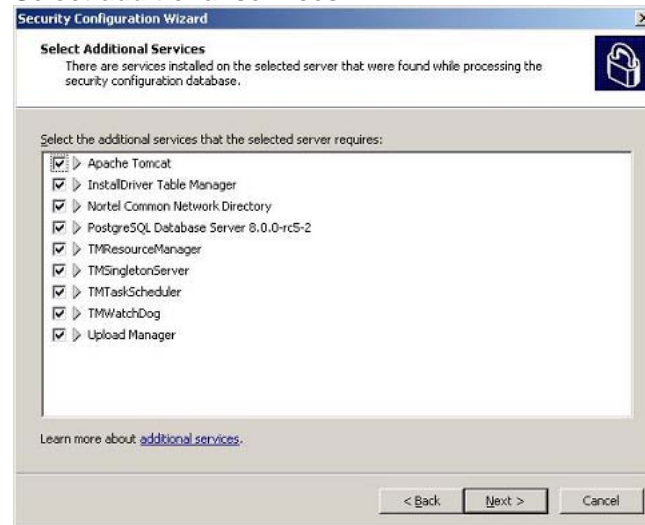 Select additional services
Security Configuration Wizard
Select Additional Services
There are services installed on the selected server that were found while processing the
security configuration database.
Select the additional services that the selected server requires:
Apache Tomcat
InstallDriver Table Manager
Nortel Common Network Directory
PostgreSQL Database Server 8.0.0-rc5-2
TMResourceManager
TMSingletonServer
TMTaskScheduler
TMWatchDog
Upload Manager
Learn more about additional services.
< Back Next > Cancel